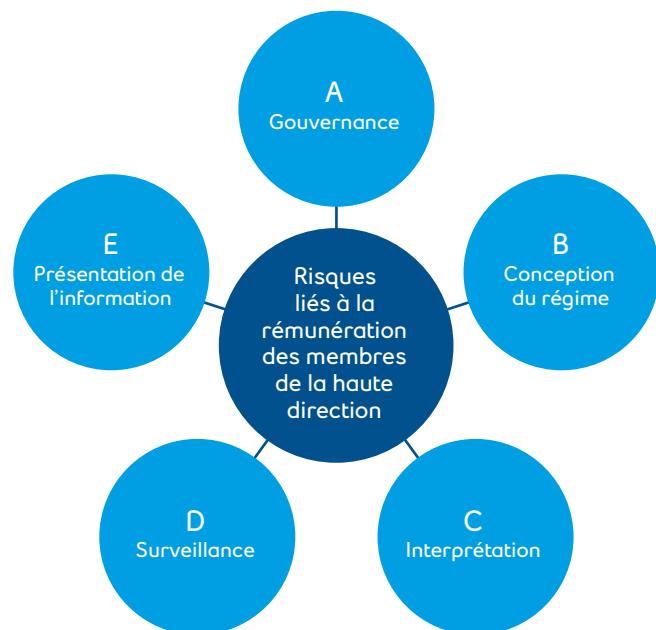 A
Gouvernance
B
Conception
du régime
C
Interprétation
D
Surveillance
E
Présentation de
l'information
Risques
liés à la
rémunération
des membres
de la haute
direction